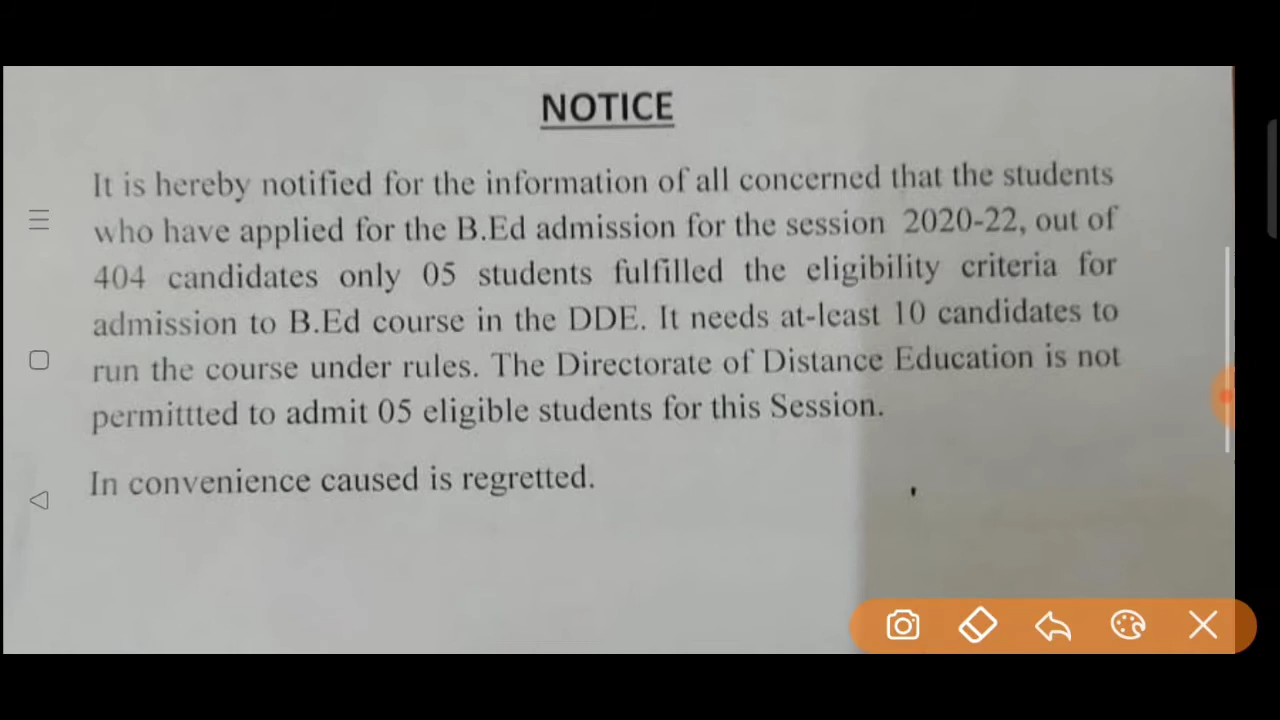 NOTICE
It is hereby notified for the information of all concerned that the students
who have applied for the B.Ed admission for the session 2020-22, out of
404 candidates only 05 students fulfilled the eligibility criteria for
admission to B.Ed course in the DDE. It needs at-least 10 candidates to
run the course under rules. The Directorate of Distance Education is not
permittted to admit 05 eligible students for this Session.
In convenience caused is regretted.